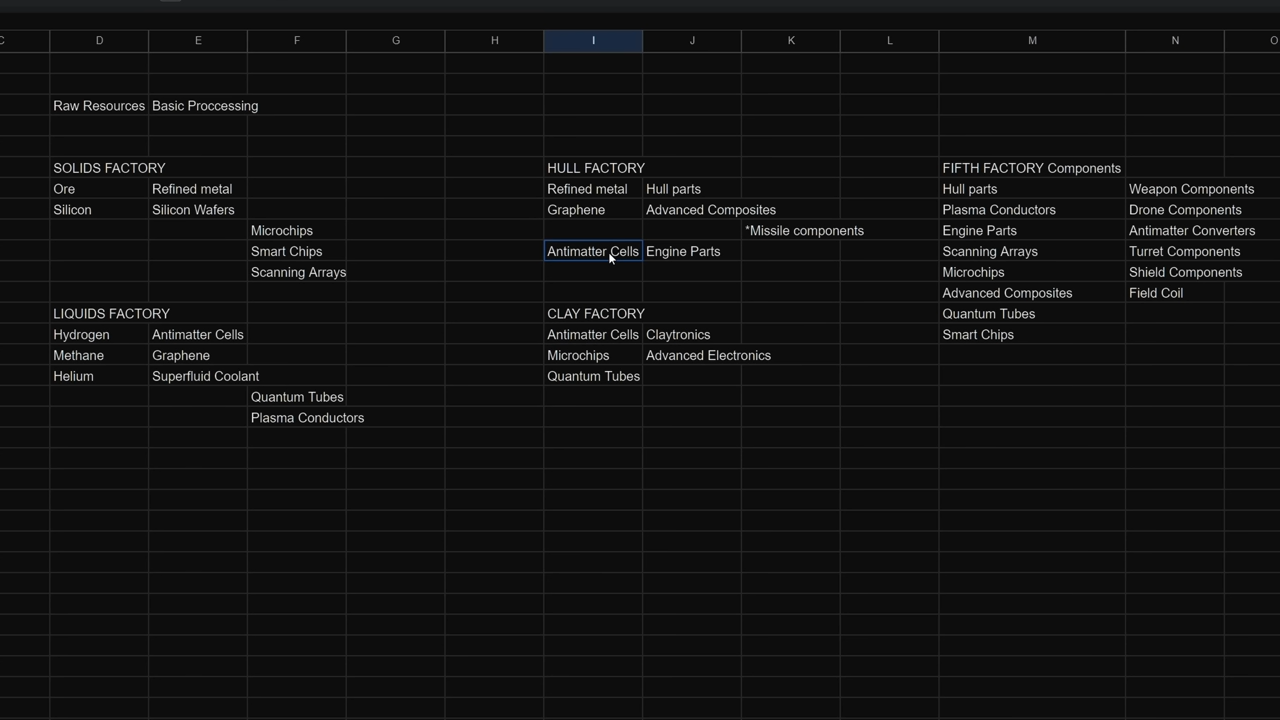 C D E F G H I J K L M N O
Raw Resources Basic Proccessing
SOLIDS FACTORY HULL FACTORY FIFTH FACTORY Components
Ore Refined metal Refined metal Hull parts Hull parts Weapon Components
Silicon Silicon Wafers Graphene Advanced Composites Plasma Conductors Drone Components
Microchips *Missile components Engine Parts Antimatter Converters
Smart Chips Antimatter Cells Engine Parts Scanning Arrays Turret Components
Scanning Arrays Microchips Shield Components
Advanced Composites Field Coil
LIQUIDS FACTORY CLAY FACTORY Quantum Tubes
Hydrogen Antimatter Cells Antimatter Cells Claytronics Smart Chips
Methane Graphene Microchips Advanced Electronics
Helium Superfluid Coolant Quantum Tubes
Quantum Tubes
Plasma Conductors